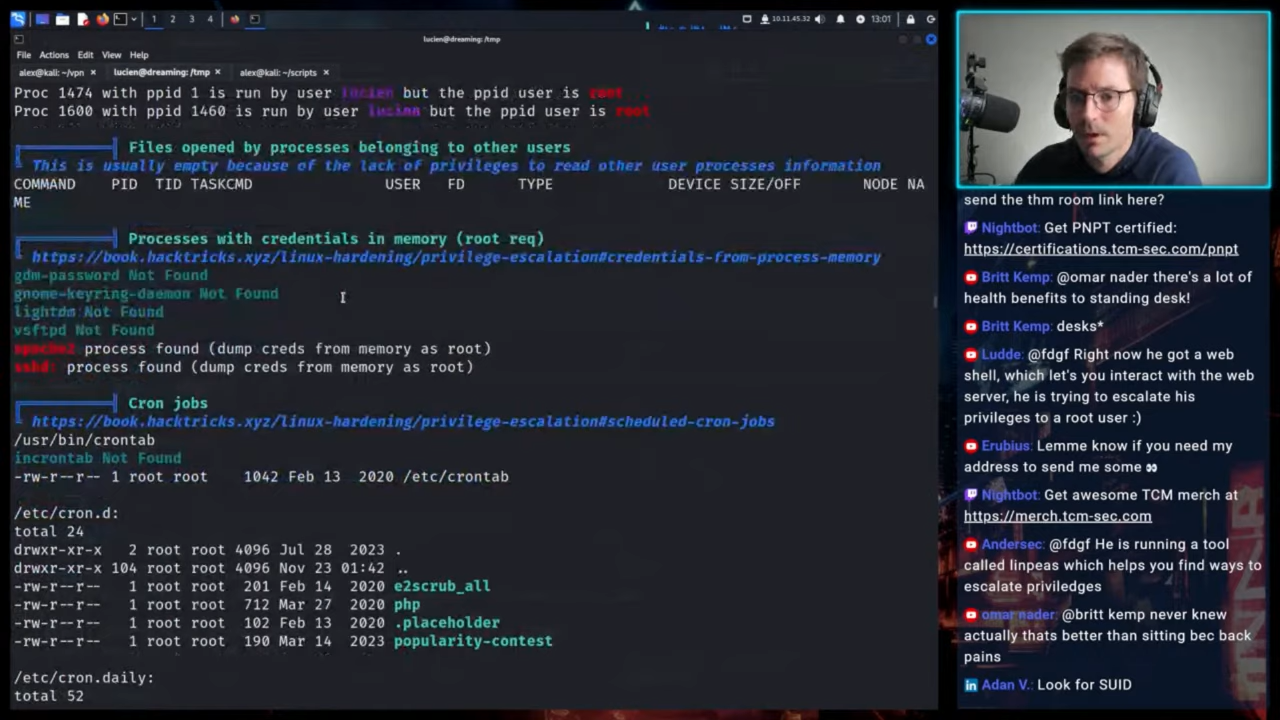 1 2 3 4
10.11.45.32
13:01
lucien@dreaming: /tmp
File Actions Edit View Help
alex@kali: ~/vpn × lucien@dreaming: /tmp × alex@kali: ~/scripts ×
Proc 1474 with ppid 1 is run by user lucien but the ppid user is root
Proc 1600 with ppid 1460 is run by user lucien but the ppid user is root
Files opened by processes belonging to other users
This is usually empty because of the lack of privileges to read other user processes information
COMMAND PID TID TASKCMD USER FD TYPE DEVICE SIZE/OFF NODE NA
ME
Processes with credentials in memory (root req)
https://book.hacktricks.xyz/linux-hardening/privilege-escalation#credentials-from-process-memory
gdm-password Not Found
gnome-keyring-daemon Not Found
lightdm Not Found
vsftpd Not Found
apache2 process found (dump creds from memory as root)
sshd: process found (dump creds from memory as root)
Cron jobs
https://book.hacktricks.xyz/linux-hardening/privilege-escalation#scheduled-cron-jobs
/usr/bin/crontab
incrontab Not Found
-rw-r--r-- 1 root root 1042 Feb 13 2020 /etc/crontab
/etc/cron.d:
total 24
drwxr-xr-x 2 root root 4096 Jul 28 2023 .
drwxr-xr-x 104 root root 4096 Nov 23 01:42 ..
-rw-r--r-- 1 root root 201 Feb 14 2020 e2scrub_all
-rw-r--r-- 1 root root 712 Mar 27 2020 php
-rw-r--r-- 1 root root 102 Feb 13 2020 .placeholder
-rw-r--r-- 1 root root 190 Mar 14 2023 popularity-contest
/etc/cron.daily:
total 52
send the thm room link here?
Nightbot: Get PNPT certified:
https://certifications.tcm-sec.com/pnpt
Britt Kemp: @omar nader there's a lot of
health benefits to standing desk!
Britt Kemp: desks*
Ludde: @fdgf Right now he got a web
shell, which let's you interact with the web
server, he is trying to escalate his
privileges to a root user :)
Erubius: Lemme know if you need my
address to send me some 👀
Nightbot: Get awesome TCM merch at
https://merch.tcm-sec.com
Andersec: @fdgf He is running a tool
called linpeas which helps you find ways to
escalate priviledges
omar nader: @britt kemp never knew
actually thats better than sitting bec back
pains
in Adan V.: Look for SUID